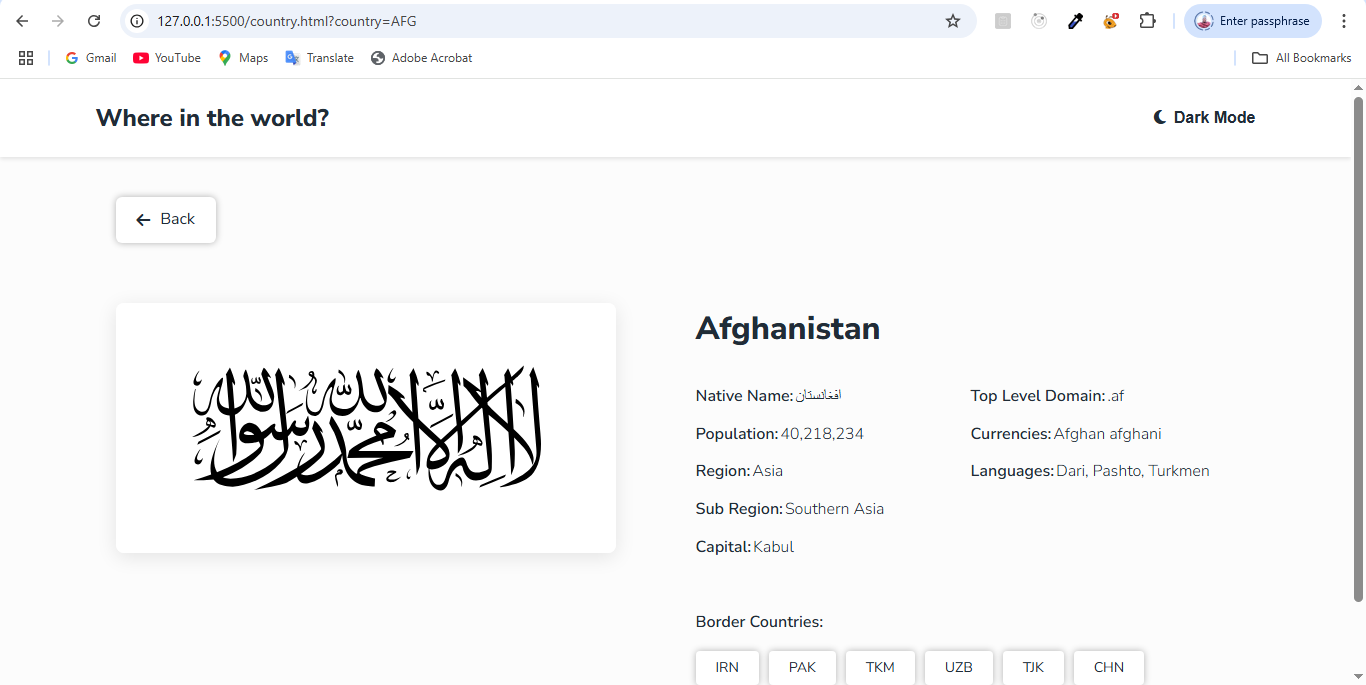 127.0.0.1:5500/country.html?country=AFG
Enter passphrase
Gmail YouTube Maps Translate Adobe Acrobat All Bookmarks
Where in the world?
Dark Mode
Back
لا إله إلا الله محمد رسول الله
Afghanistan
Native Name: افغانستان
Population: 40,218,234
Region: Asia
Sub Region: Southern Asia
Capital: Kabul
Top Level Domain: .af
Currencies: Afghan afghani
Languages: Dari, Pashto, Turkmen
Border Countries:
IRN PAK TKM UZB TJK CHN